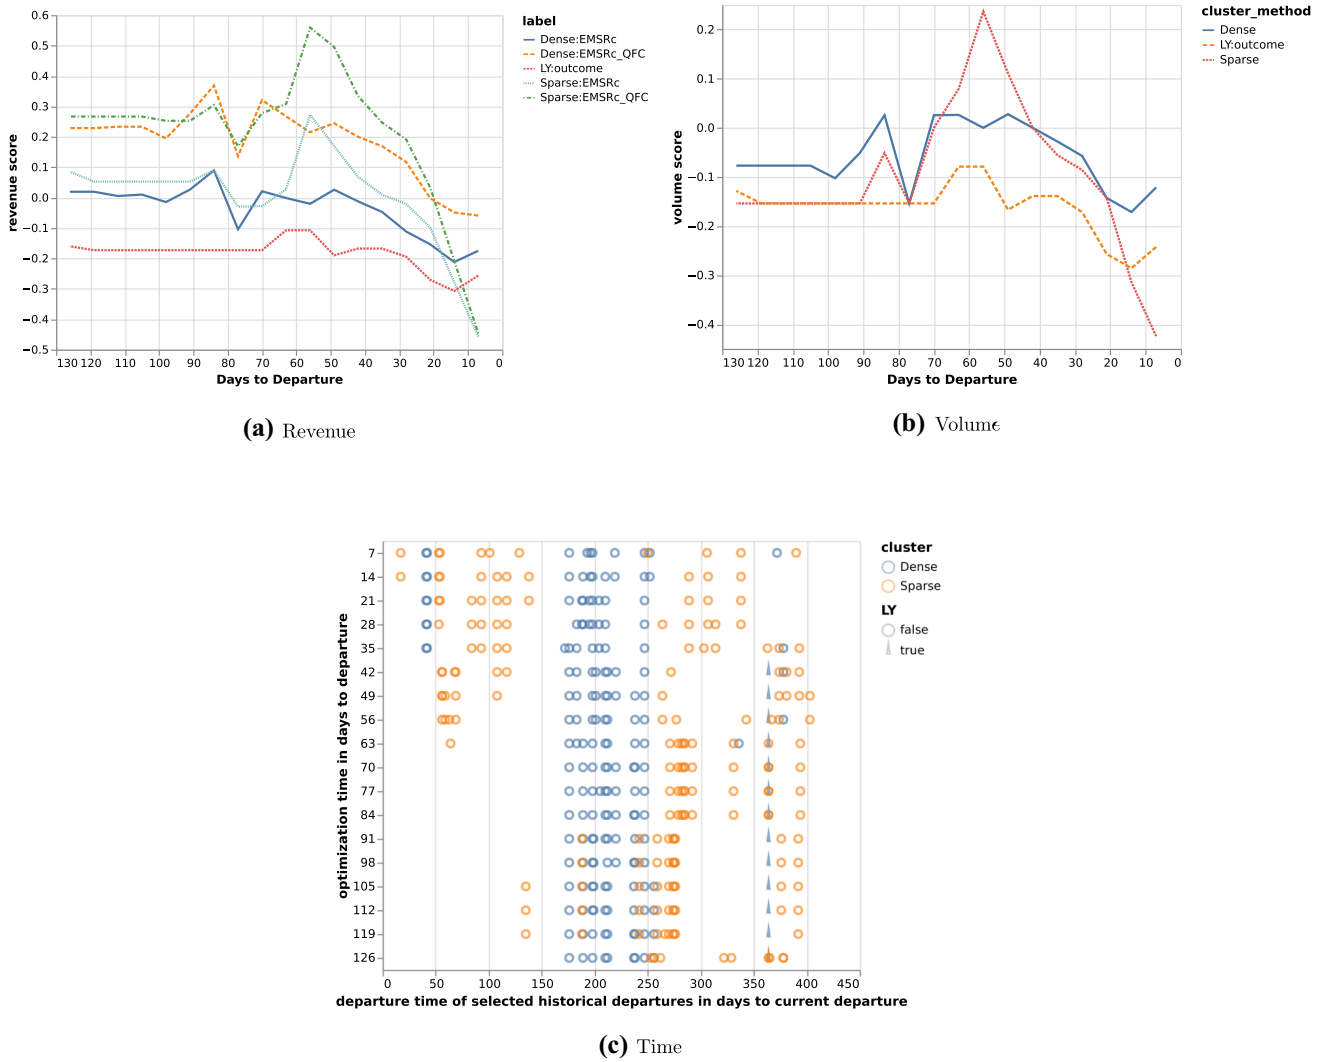 label
Dense:EMSRc
Dense:EMSRc_QFC
LY:outcome
Sparse:EMSRc
Sparse:EMSRc_QFC
0.6
0.5
0.4
0.3
0.2
0.1
0.0
−0.1
−0.2
−0.3
−0.4
−0.5
revenue score
130 120 110 100 90 80 70 60 50 40 30 20 10 0
Days to Departure
(a) Revenue
cluster_method
Dense
LY:outcome
Sparse
0.2
0.1
0.0
−0.1
−0.2
−0.3
−0.4
volume score
130 120 110 100 90 80 70 60 50 40 30 20 10 0
Days to Departure
(b) Volume
cluster
Dense
Sparse
LY
false
true
7
14
21
28
35
42
49
56
63
70
77
84
91
98
105
112
119
126
optimization time in days to departure
0 50 100 150 200 250 300 350 400 450
departure time of selected historical departures in days to current departure
(c) Time